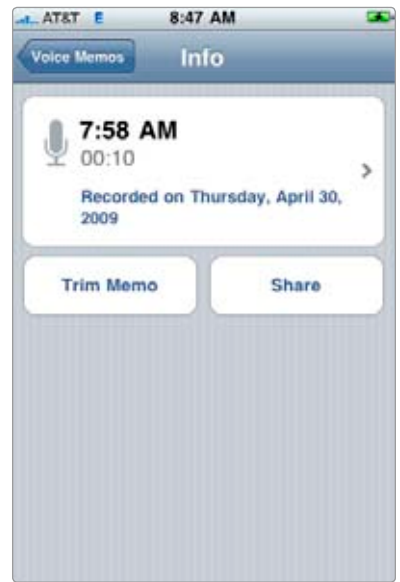 AT&T E 8:47 AM
Voice Memos Info
7:58 AM
00:10
Recorded on Thursday, April 30,
2009
Trim Memo Share